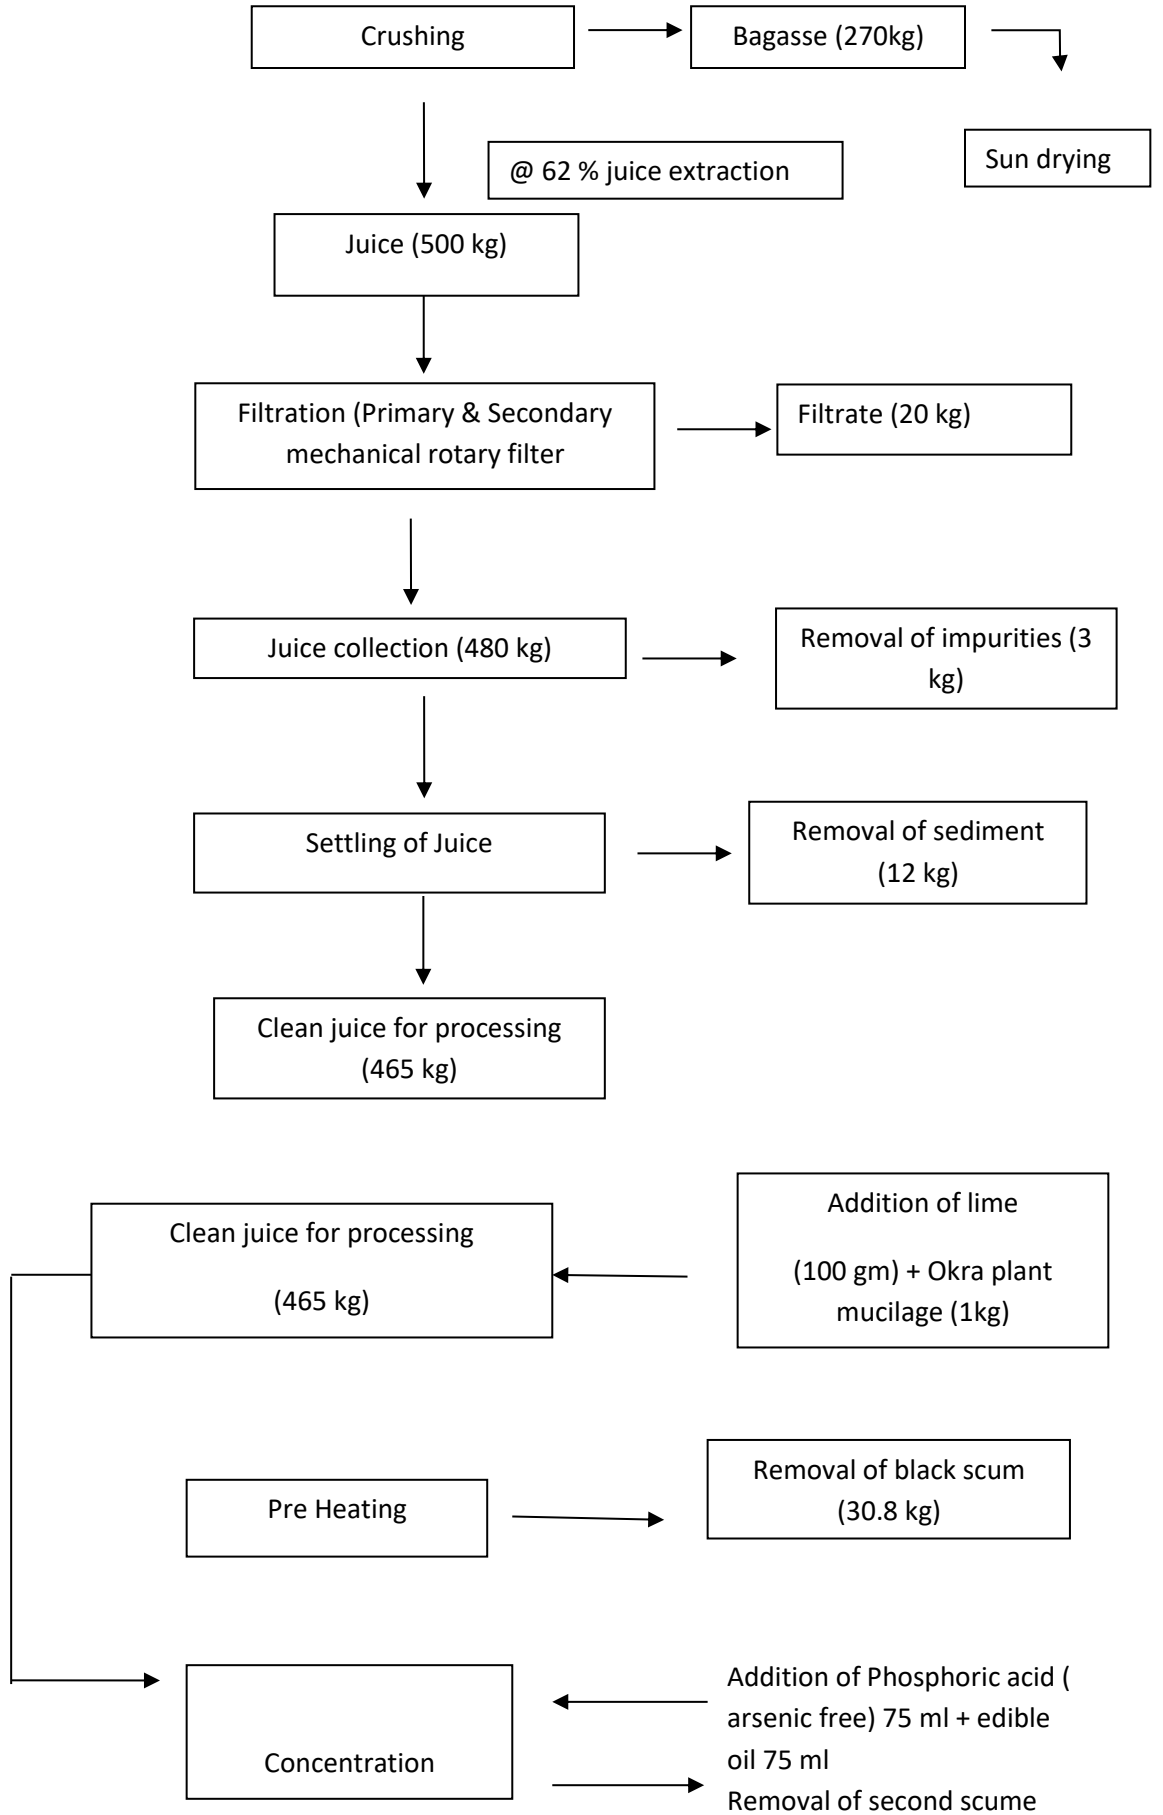 Crushing
Bagasse (270kg)
Sun drying
@ 62 % juice extraction
Juice (500 kg)
Filtration (Primary & Secondary
mechanical rotary filter
Filtrate (20 kg)
Juice collection (480 kg)
Removal of impurities (3
kg)
Settling of Juice
Removal of sediment
(12 kg)
Clean juice for processing
(465 kg)
Clean juice for processing
(465 kg)
Addition of lime
(100 gm) + Okra plant
mucilage (1kg)
Pre Heating
Removal of black scum
(30.8 kg)
Concentration
Addition of Phosphoric acid (
arsenic free) 75 ml + edible
oil 75 ml
Removal of second scume